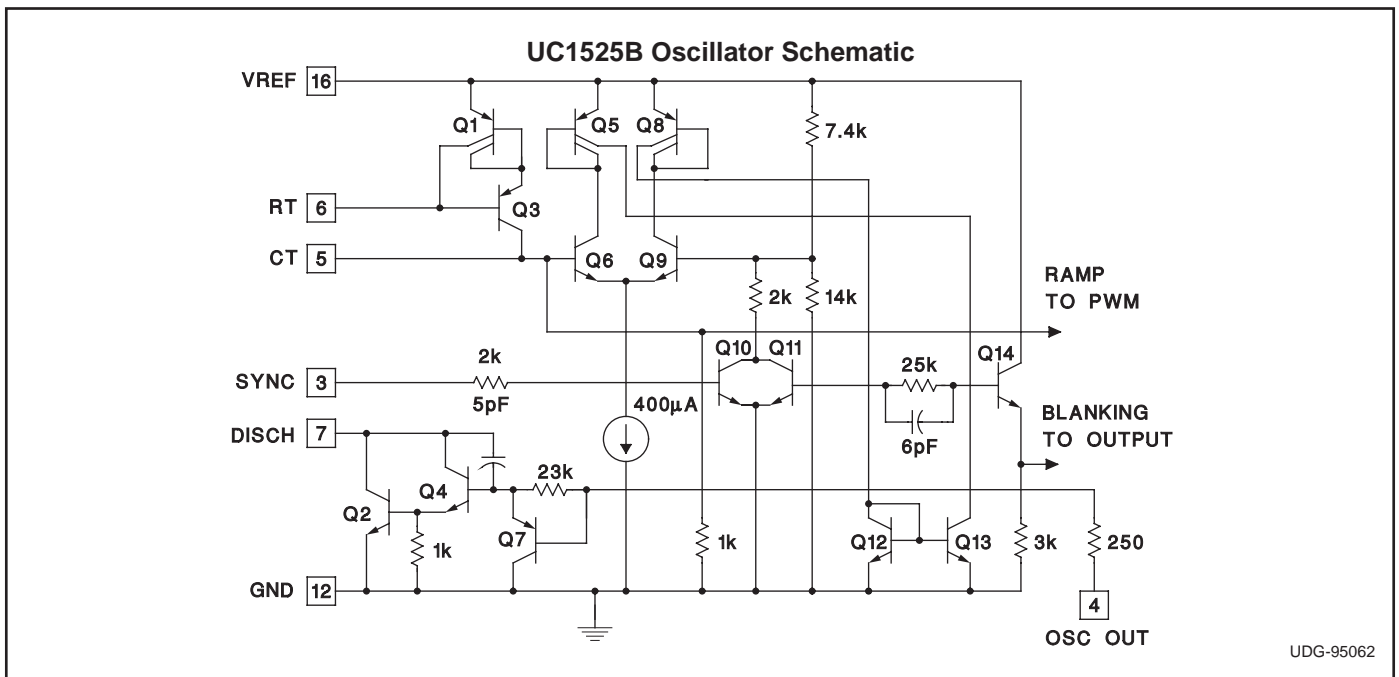 UC1525B Oscillator Schematic
VREF 16
Q1
Q5
Q8
7.4k
RT 6
Q3
CT 5
Q6
Q9
2k
14k
RAMP
TO PWM
Q10
Q11
Q14
2k
25k
SYNC 3
5pF
400µA
6pF
BLANKING
TO OUTPUT
DISCH 7
23k
Q4
Q2
1k
Q7
1k
Q12
Q13
3k
250
GND 12
4
OSC OUT
UDG-95062